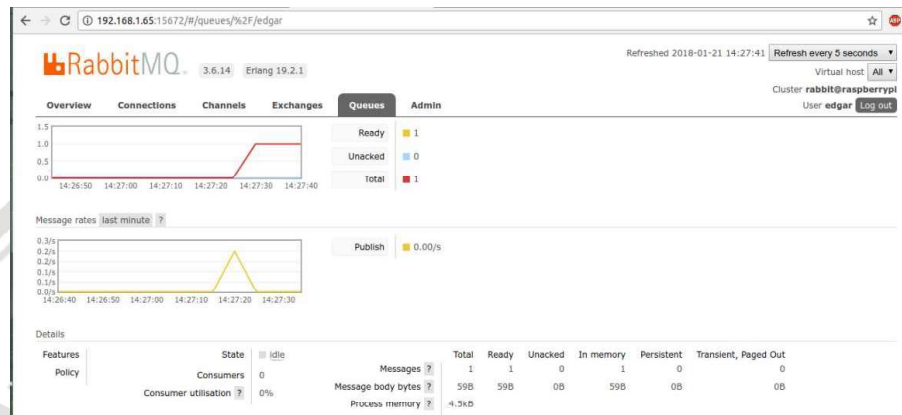 192.168.1.65:15672/#/queues/%2F/edgar
RabbitMQ 3.6.14 Erlang 19.2.1
Refreshed 2018-01-21 14:27:41 Refresh every 5 seconds
Virtual host All
Cluster rabbit@raspberrypi
User edgar Log out
Overview Connections Channels Exchanges Queues Admin
1.5
1.0
0.5
0.0
14:26:50 14:27:00 14:27:10 14:27:20 14:27:30 14:27:40
Ready 1
Unacked 0
Total 1
Message rates last minute ?
0.3/s
0.2/s
0.2/s
0.1/s
0.1/s
0.0/s
14:26:40 14:26:50 14:27:00 14:27:10 14:27:20 14:27:30
Publish 0.00/s
Details
Features
Policy
State idle
Consumers 0
Consumer utilisation ? 0%
Total Ready Unacked In memory Persistent Transient, Paged Out
Messages ? 1 1 0 1 0 0
Message body bytes ? 59B 59B 0B 59B 0B 0B
Process memory ? 4.5kB